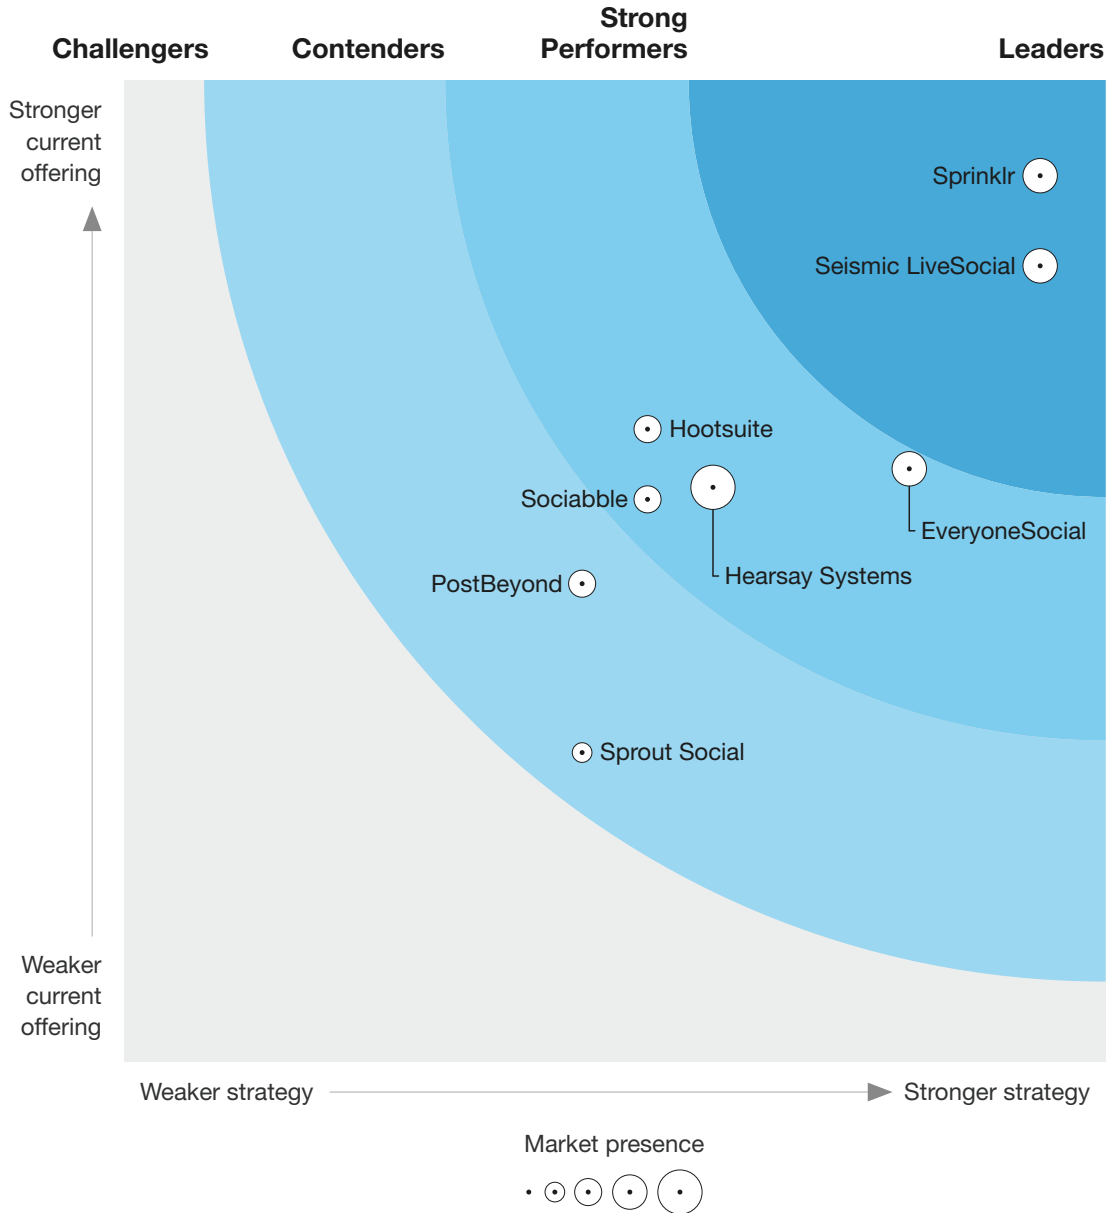 Challengers
Contenders
Strong
Performers
Leaders
Stronger
current
offering
Sprinklr
Seismic LiveSocial
Hootsuite
Sociabble
EveryoneSocial
Hearsay Systems
PostBeyond
Sprout Social
Weaker
current
offering
Weaker strategy
Stronger strategy
Market presence